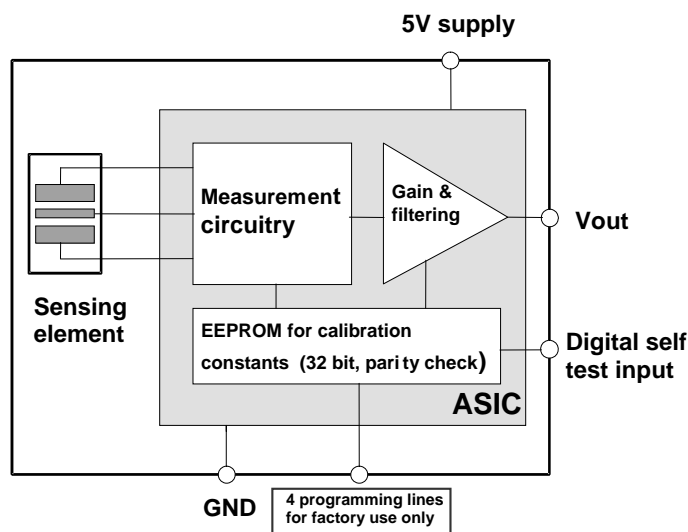 5V supply
Measurement
circuitry
Gain &
filtering
Vout
Sensing
element
EEPROM for calibration
constants (32 bit, parity check)
Digital self
test input
ASIC
GND
4 programming lines
for factory use only